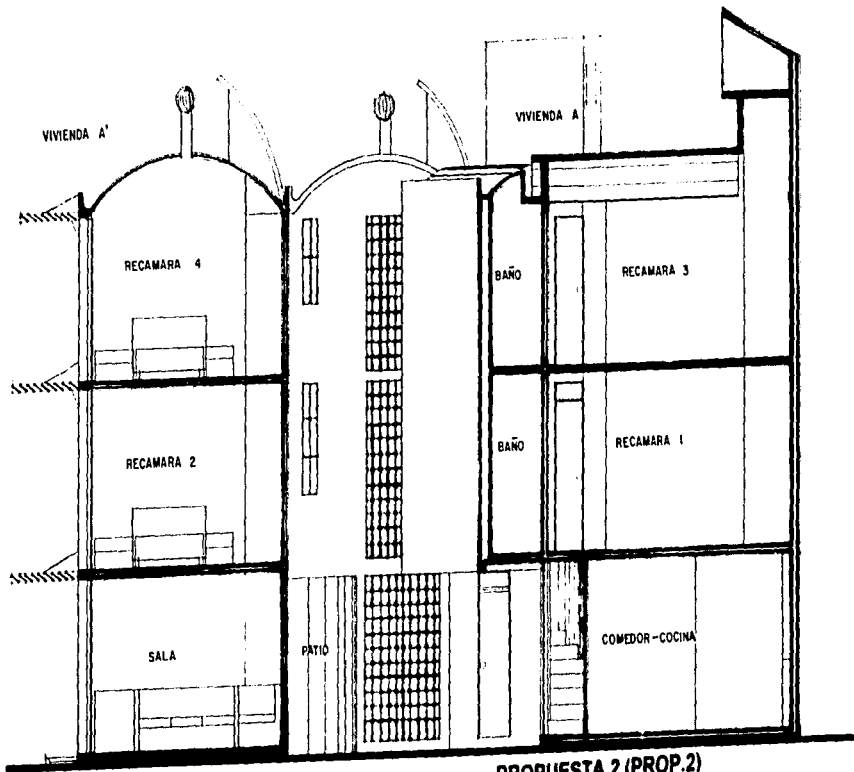 VIVIENDA A'
VIVIENDA A
RECAMARA 4
BAÑO
RECAMARA 3
RECAMARA 2
BAÑO
RECAMARA 1
SALA
PATIO
COMEDOR-COCINA
PROPUESTA 2 (PROP.2)